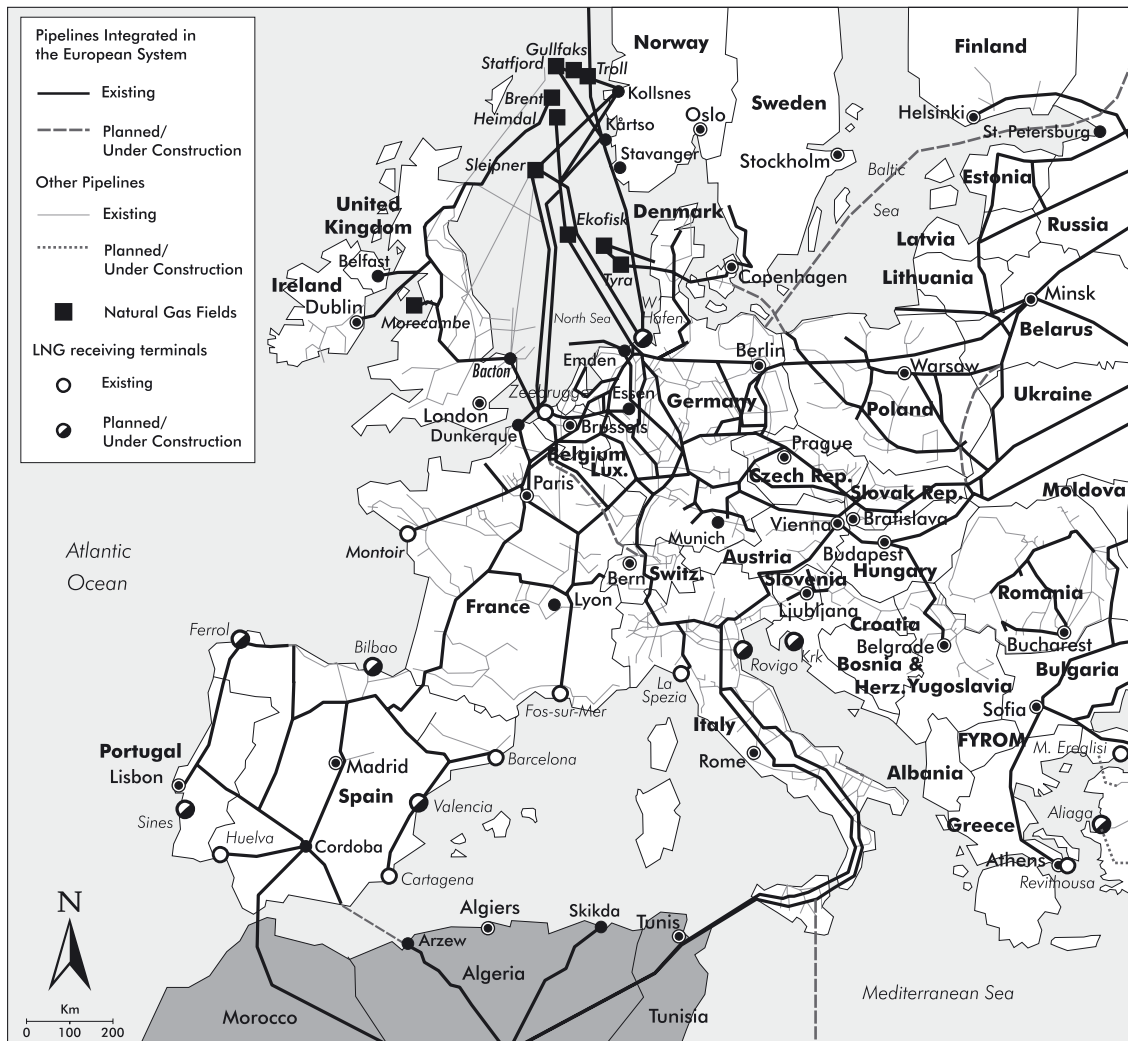 Pipelines Integrated in
the European System
Existing
Planned/
Under Construction
Other Pipelines
Existing
Planned/
Under Construction
Natural Gas Fields
LNG receiving terminals
Existing
Planned/
Under Construction
Norway
Finland
Gullfaks
Statfjord
Troll
Kollsnes
Sweden
Brent
Heimdal
Oslo
Helsinki
Kårtso
St. Petersburg
Stavanger
Stockholm
Sleipner
Baltic
Sea
Estonia
United
Kingdom
Ekofisk
Denmark
Russia
Latvia
Belfast
Lithuania
Ireland
Tyra
Copenhagen
Dublin
Minsk
Morecambe
North Sea
W.
Hafen
Belarus
Emden
Berlin
Bacton
Warsaw
Zeebrugge
Essen
Germany
Ukraine
London
Poland
Dunkerque
Brussels
Belgium
Lux.
Prague
Czech Rep.
Paris
Slovak Rep.
Moldova
Vienna
Bratislava
Munich
Montoir
Budapest
Austria
Atlantic
Ocean
Bern
Switz.
Slovenia
Hungary
Ljubljana
Romania
France
Lyon
Croatia
Ferrol
Bilbao
Belgrade
Bucharest
Rovigo
Krk
Bosnia &
Herz.
Yugoslavia
Bulgaria
La
Spezia
Fos-sur-Mer
Sofia
Italy
FYROM
M. Ereglisi
Portugal
Lisbon
Madrid
Barcelona
Rome
Albania
Spain
Valencia
Sines
Aliaga
Greece
Huelva
Cordoba
Athens
Cartagena
Revithousa
N
Algiers
Skikda
Tunis
Arzew
Algeria
Mediterranean Sea
Km
Morocco
Tunisia
0 100 200